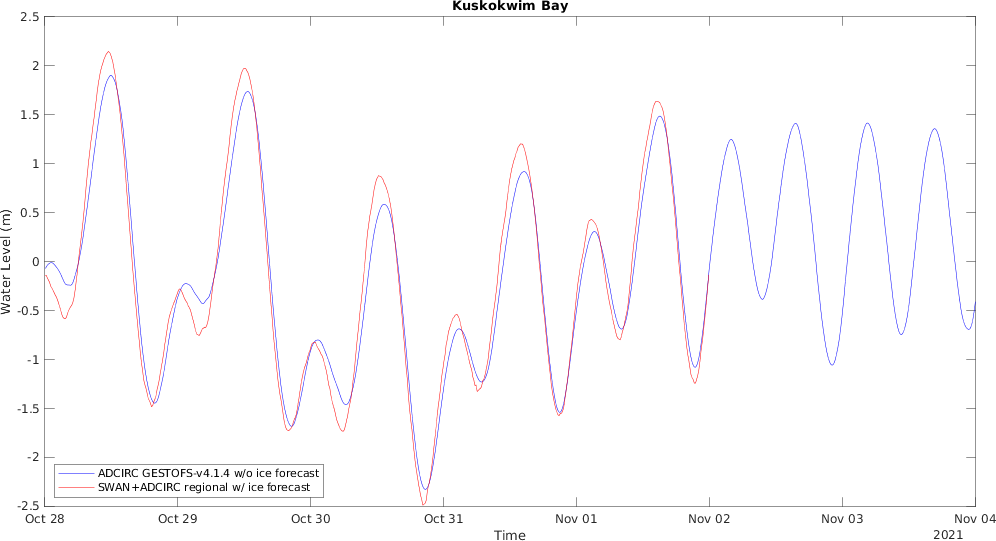 Kuskokwim Bay
2.5
2
1.5
1
0.5
0
-0.5
-1
-1.5
-2
-2.5
Water Level (m)
ADCIRC GESTOFS-v4.1.4 w/o ice forecast
SWAN+ADCIRC regional w/ ice forecast
Oct 28 Oct 29 Oct 30 Oct 31 Nov 01 Nov 02 Nov 03 Nov 04
Time
2021